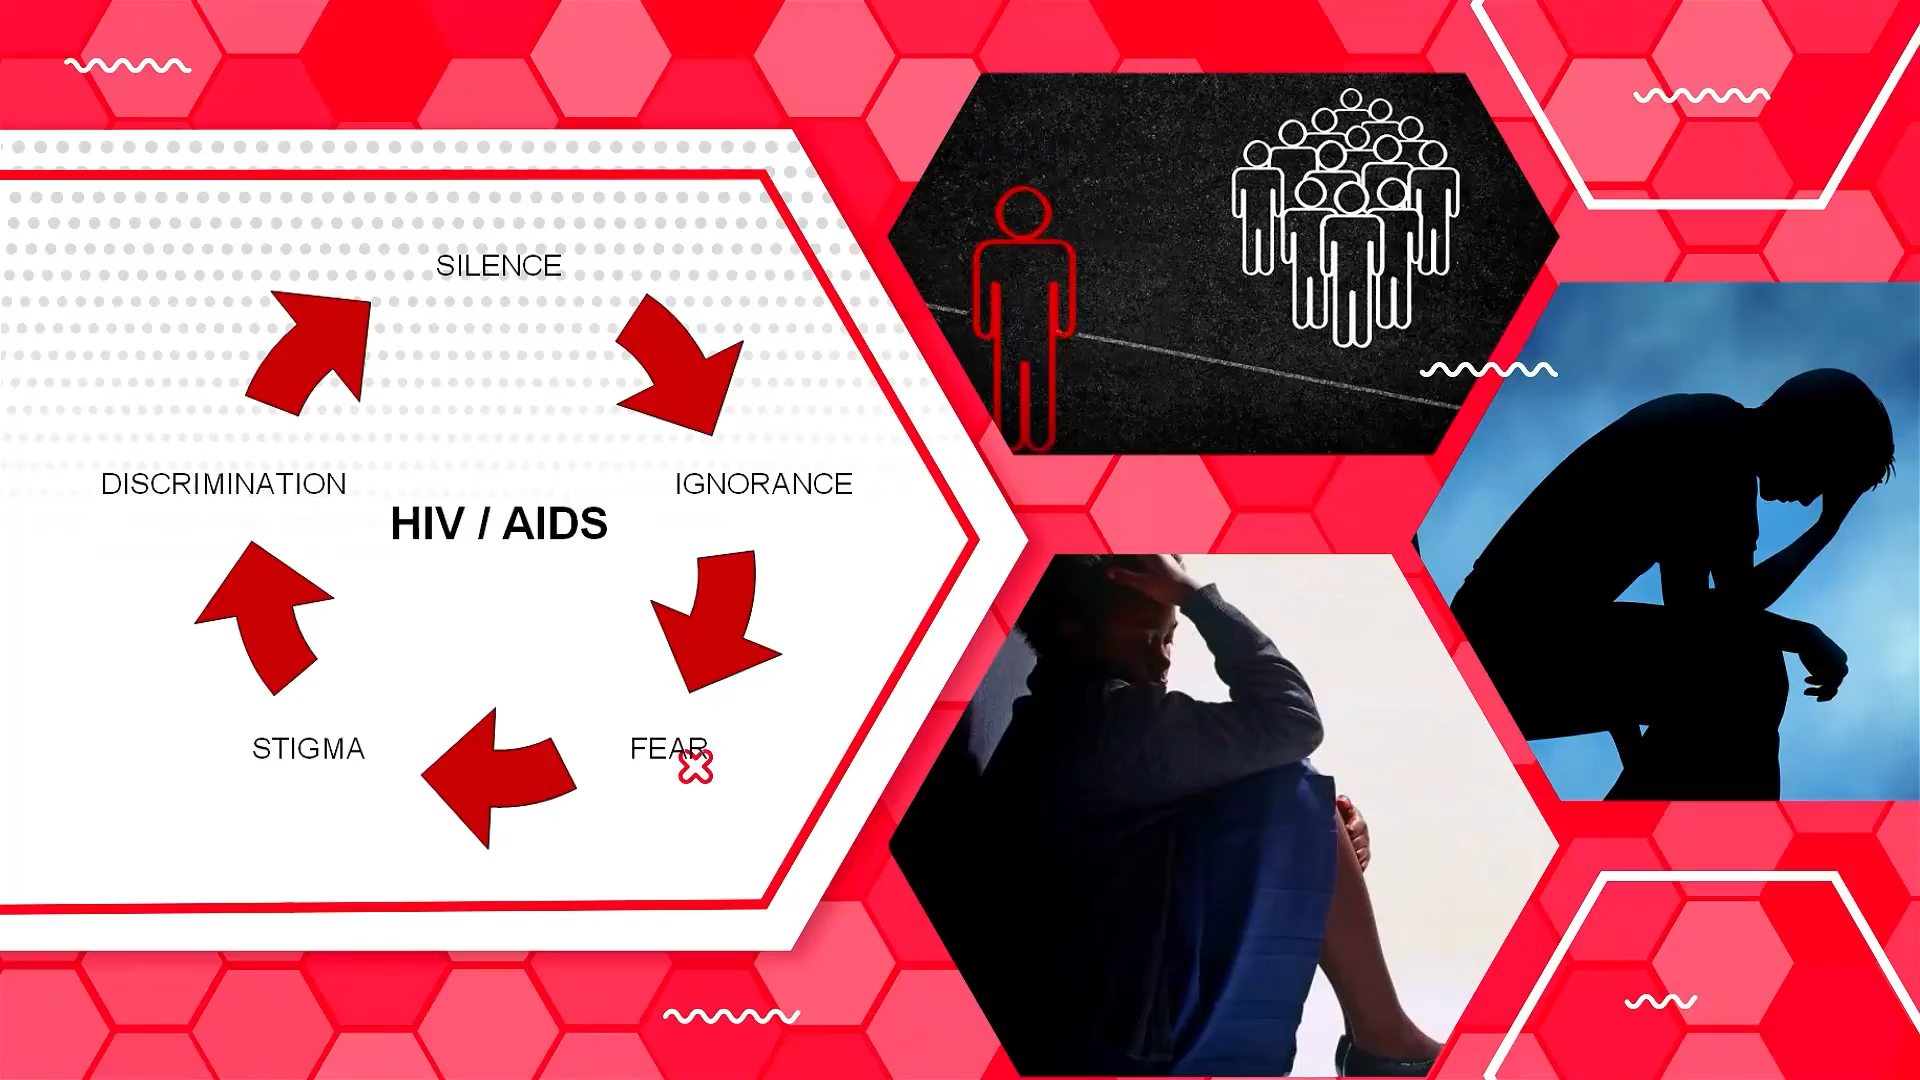 SILENCE
DISCRIMINATION
IGNORANCE
HIV / AIDS
STIGMA
FEAR